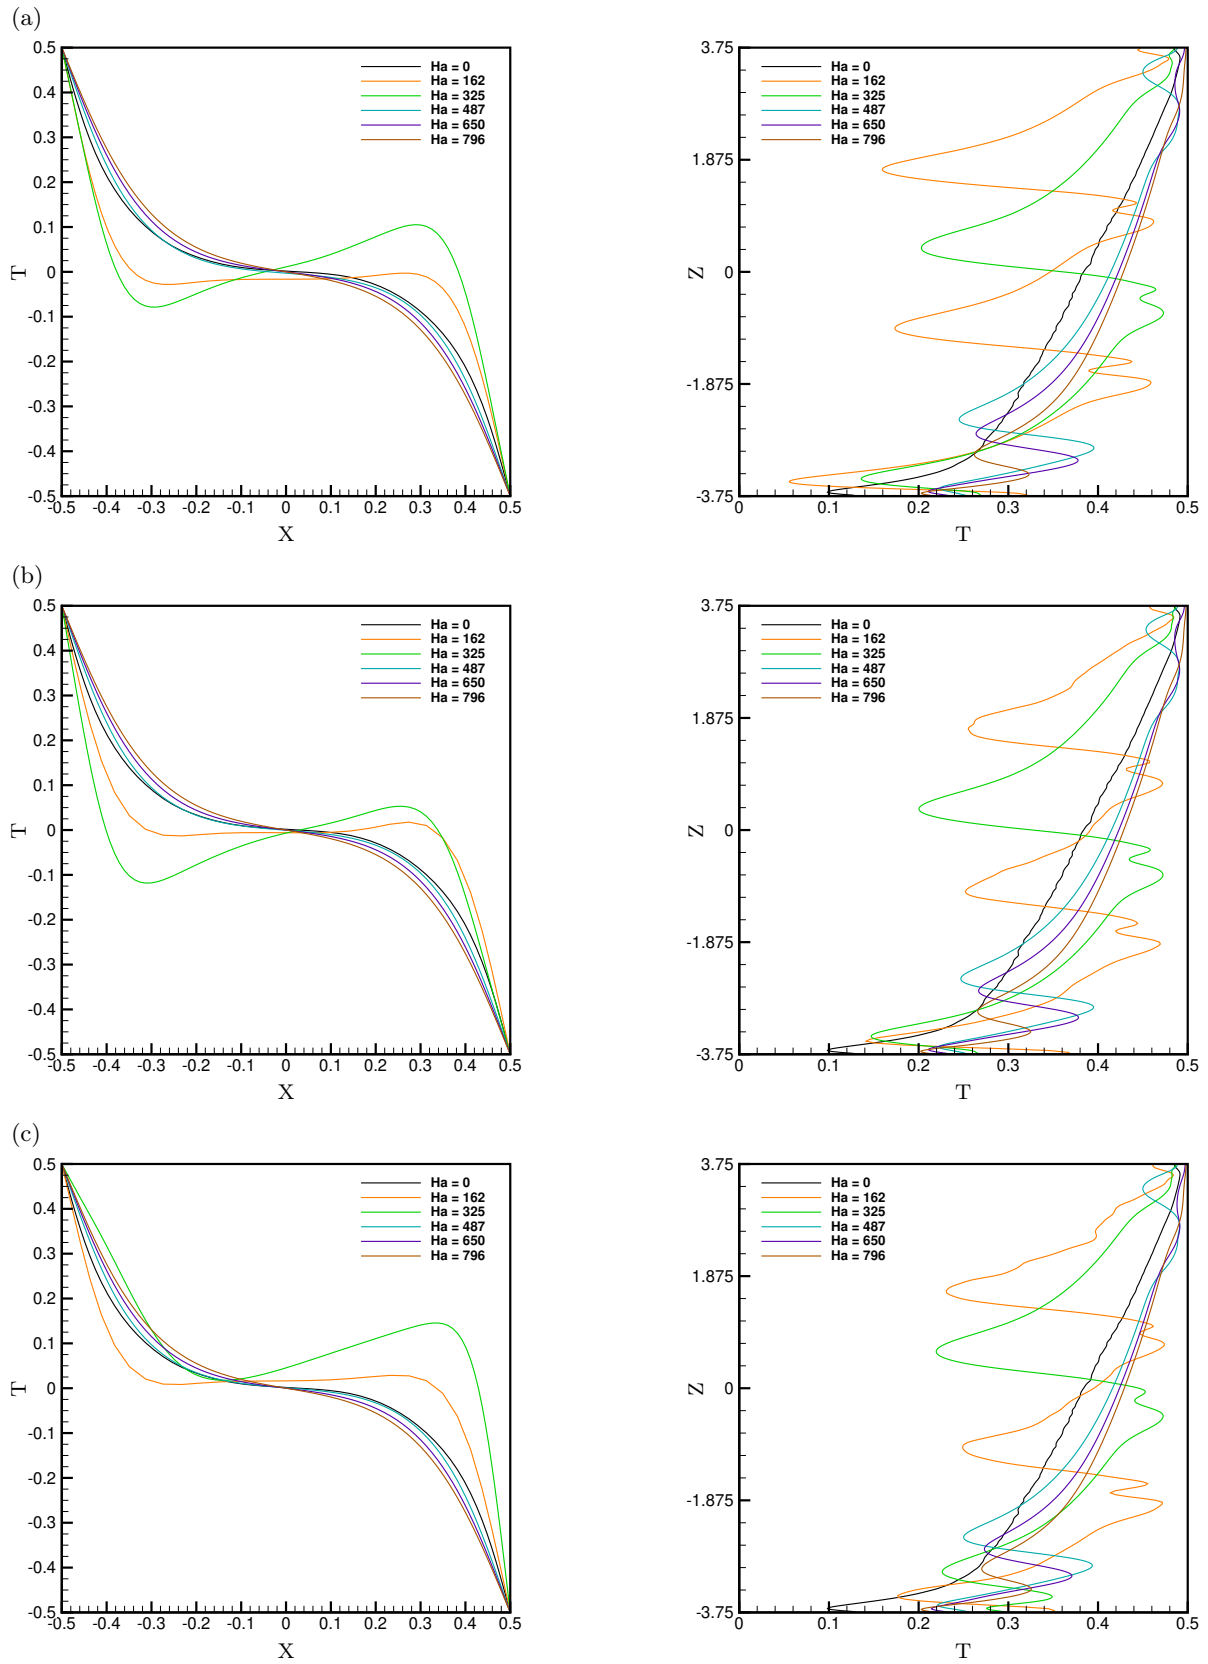 (a)
0.5
0.4
0.3
0.2
0.1
0
-0.1
-0.2
-0.3
-0.4
-0.5
T
Ha = 0
Ha = 162
Ha = 325
Ha = 487
Ha = 650
Ha = 796
-0.5 -0.4 -0.3 -0.2 -0.1 0 0.1 0.2 0.3 0.4 0.5
X
3.75
1.875
0
-1.875
-3.75
Z
Ha = 0
Ha = 162
Ha = 325
Ha = 487
Ha = 650
Ha = 796
0 0.1 0.2 0.3 0.4 0.5
T
(b)
0.5
0.4
0.3
0.2
0.1
0
-0.1
-0.2
-0.3
-0.4
-0.5
T
Ha = 0
Ha = 162
Ha = 325
Ha = 487
Ha = 650
Ha = 796
-0.5 -0.4 -0.3 -0.2 -0.1 0 0.1 0.2 0.3 0.4 0.5
X
3.75
1.875
0
-1.875
-3.75
Z
Ha = 0
Ha = 162
Ha = 325
Ha = 487
Ha = 650
Ha = 796
0 0.1 0.2 0.3 0.4 0.5
T
(c)
0.5
0.4
0.3
0.2
0.1
0
-0.1
-0.2
-0.3
-0.4
-0.5
T
Ha = 0
Ha = 162
Ha = 325
Ha = 487
Ha = 650
Ha = 796
-0.5 -0.4 -0.3 -0.2 -0.1 0 0.1 0.2 0.3 0.4 0.5
X
3.75
1.875
0
-1.875
-3.75
Z
Ha = 0
Ha = 162
Ha = 325
Ha = 487
Ha = 650
Ha = 796
0 0.1 0.2 0.3 0.4 0.5
T